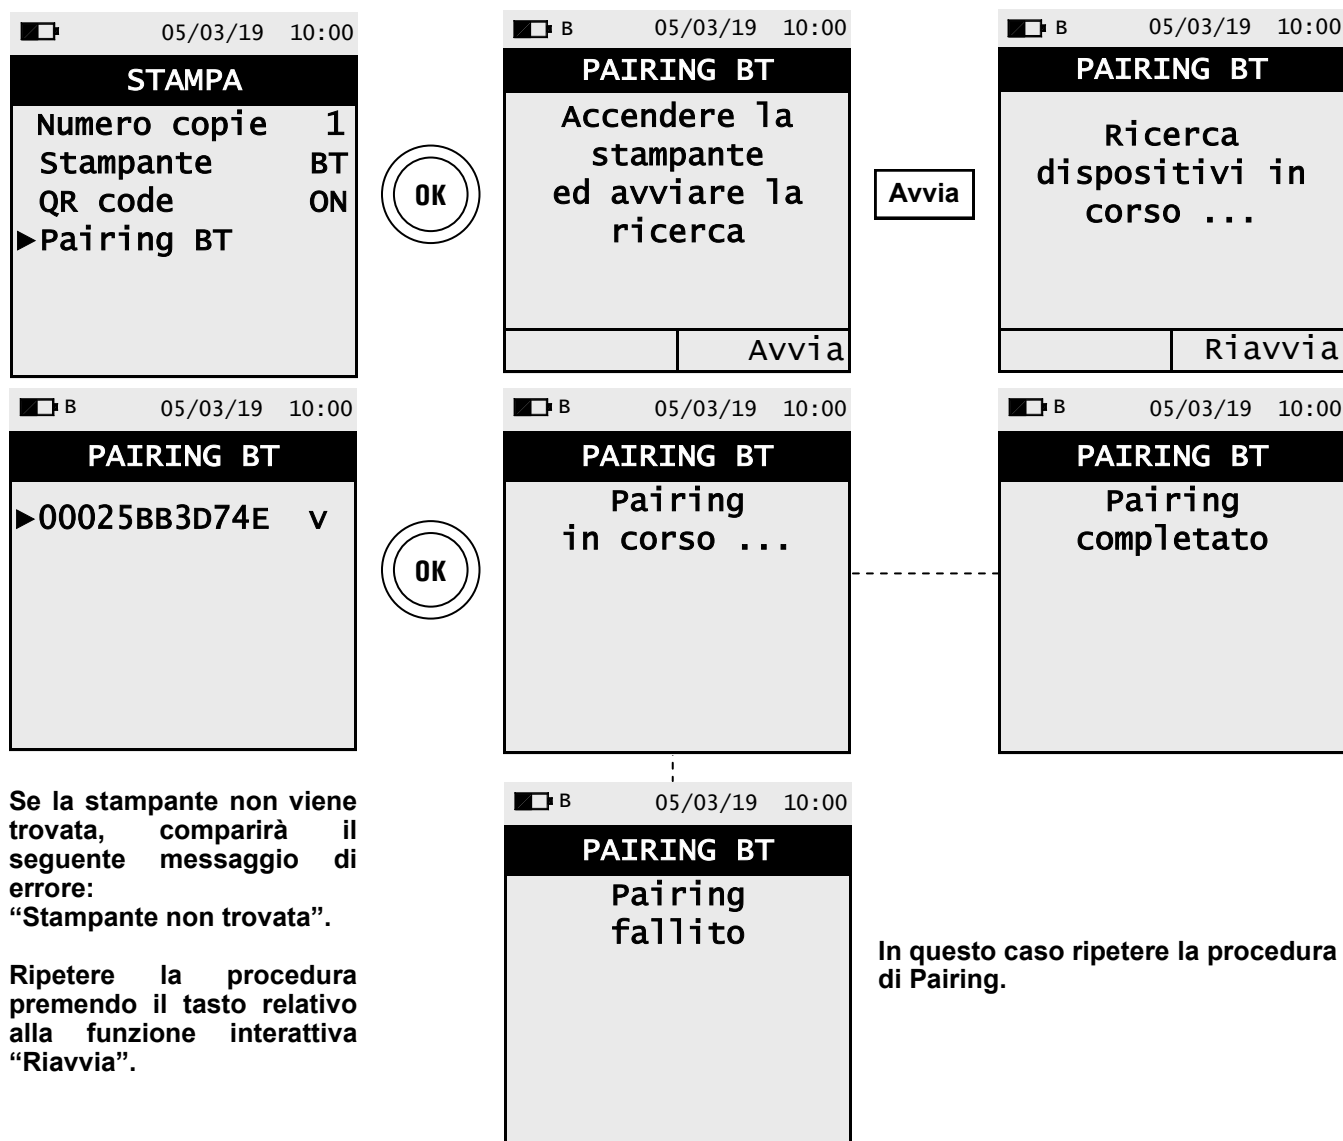 05/03/19 10:00
STAMPA
Numero copie 1
Stampante BT
QR code ON
►Pairing BT
OK
B 05/03/19 10:00
PAIRING BT
Accendere la
stampante
ed avviare la
ricerca
Avvia
Avvia
B 05/03/19 10:00
PAIRING BT
Ricerca
dispositivi in
corso ...
Riavvia
B 05/03/19 10:00
PAIRING BT
►00025BB3D74E v
OK
B 05/03/19 10:00
PAIRING BT
Pairing
in corso ...
B 05/03/19 10:00
PAIRING BT
Pairing
completato
Se la stampante non viene
trovata, comparirà il
seguente messaggio di
errore:
“Stampante non trovata”.
Ripetere la procedura
premendo il tasto relativo
alla funzione interattiva
“Riavvia”.
B 05/03/19 10:00
PAIRING BT
Pairing
fallito
In questo caso ripetere la procedura
di Pairing.